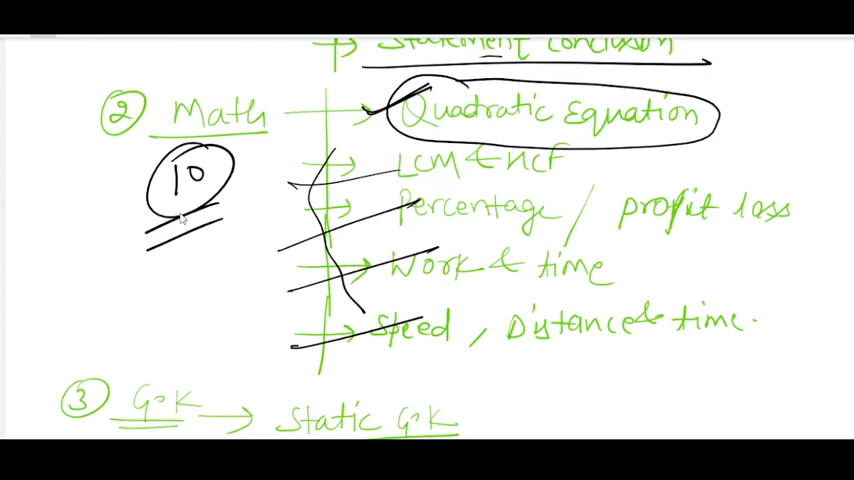 → Statement conclusion
② Math → Quadratic Equation
10
→ LCM & HCF
→ Percentage / profit loss
→ Work & time
→ Speed, Distance & time.
③ G.K → Static G.K